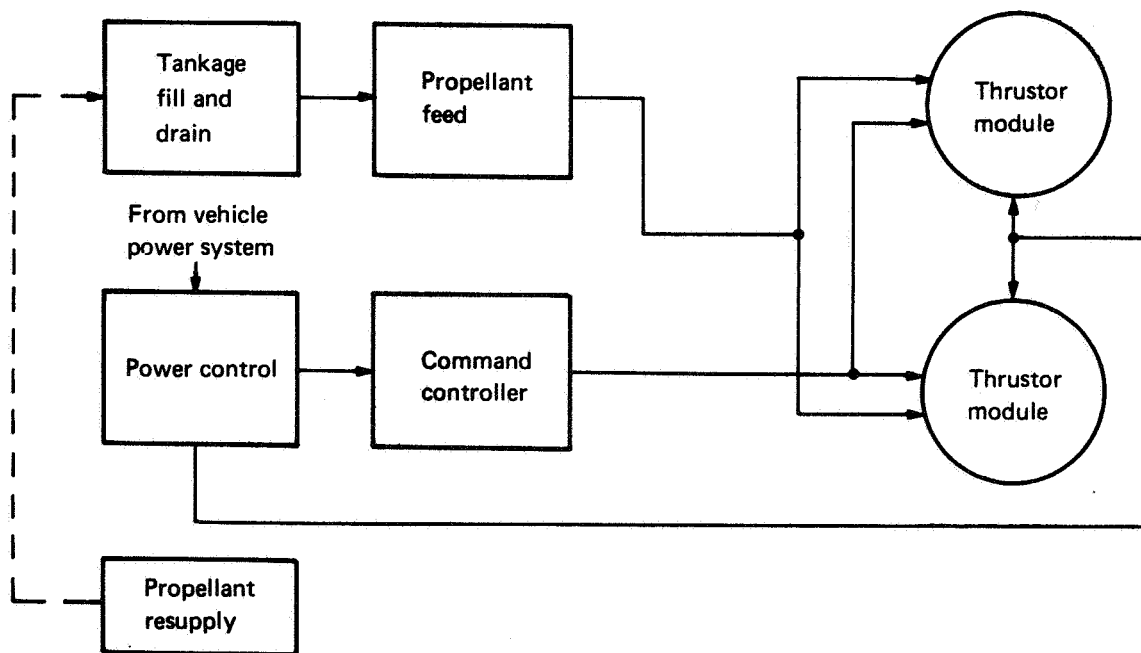 Tankage
fill and
drain
Propellant
feed
Thrustor
module
From vehicle
power system
Power control
Command
controller
Thrustor
module
Propellant
resupply